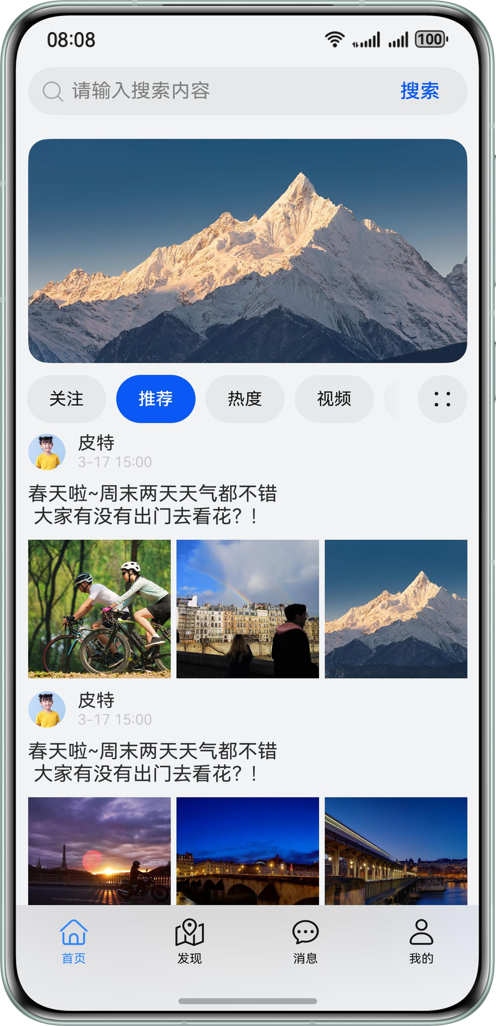 08:08
100
请输入搜索内容
搜索
关注
推荐
热度
视频
皮特
3-17 15:00
春天啦~周末两天天气都不错
大家有没有出门去看花？！
皮特
3-17 15:00
春天啦~周末两天天气都不错
大家有没有出门去看花？！
首页
发现
消息
我的